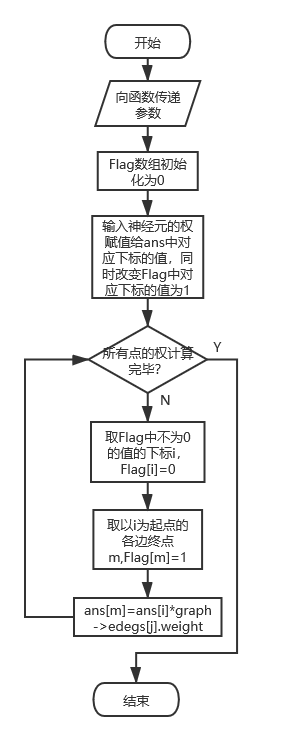 开始
向函数传递
参数
Flag数组初始
化为0
输入神经元的权
赋值给ans中对
应下标的值，同
时改变Flag中对
应下标的值为1
所有点的权计算
完毕？
Y
N
取Flag中不为0
的值的下标i，
Flag[i]=0
取以i为起点的
各边终点
m,Flag[m]=1
ans[m]=ans[i]*graph
->edegs[j].weight
结束